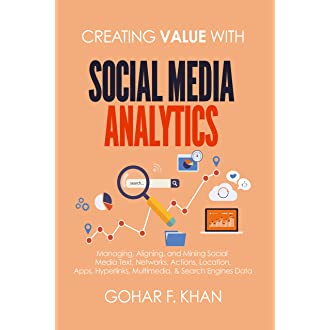 CREATING VALUE WITH
SOCIAL MEDIA
ANALYTICS
search...
Managing, Aligning, and Mining Social
Media Text, Networks, Actions, Location,
Apps, Hyperlinks, Multimedia, & Search Engines Data
GOHAR F. KHAN